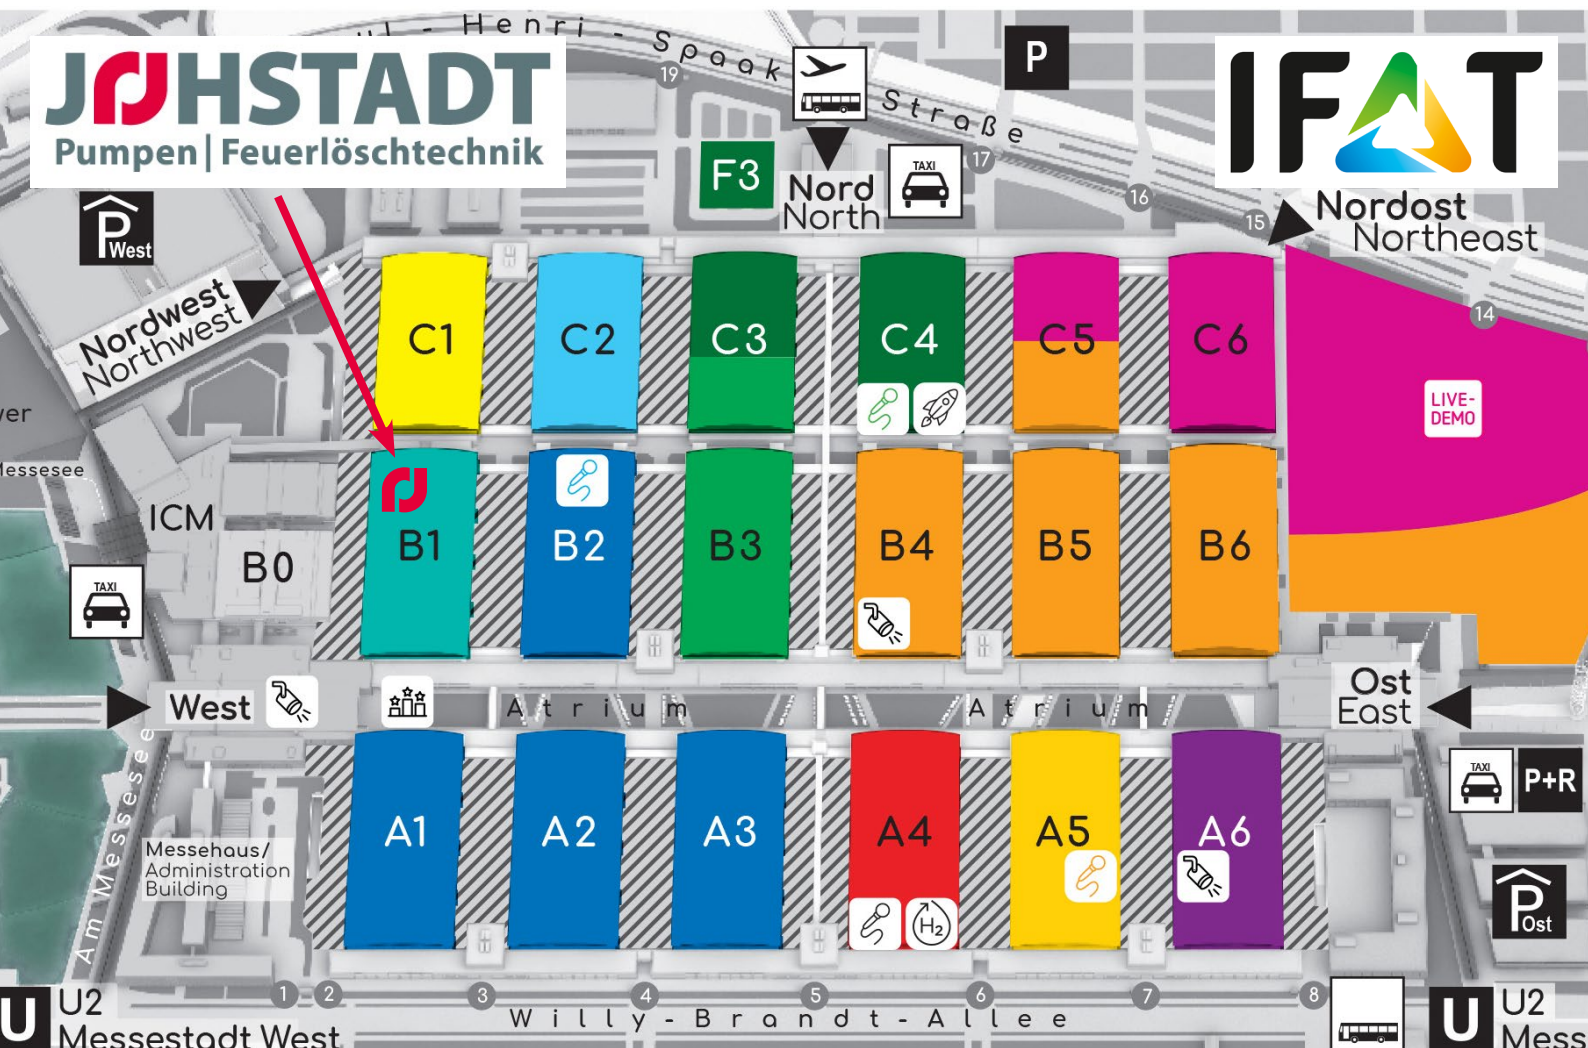 JOHSTADT
Pumpen | Feuerlöschtechnik
Henri - Spaak
Straße
19
17
16
15
14
P
IFAT
F3
TAXI
Nord
North
Nordost
Northeast
P
West
Nordwest
Northwest
C1
C2
C3
C4
C5
C6
LIVE-
DEMO
Messesee
ICM
B0
B1
B2
B3
B4
B5
B6
TAXI
West
Atrium
Atrium
Ost
East
Am Messesee
Messehaus/
Administration
Building
A1
A2
A3
A4
A5
A6
H2
TAXI
P+R
P
Ost
1
2
3
4
5
6
7
8
Willy-Brandt-Allee
U
U2
Messestadt West
U
U2
Mess